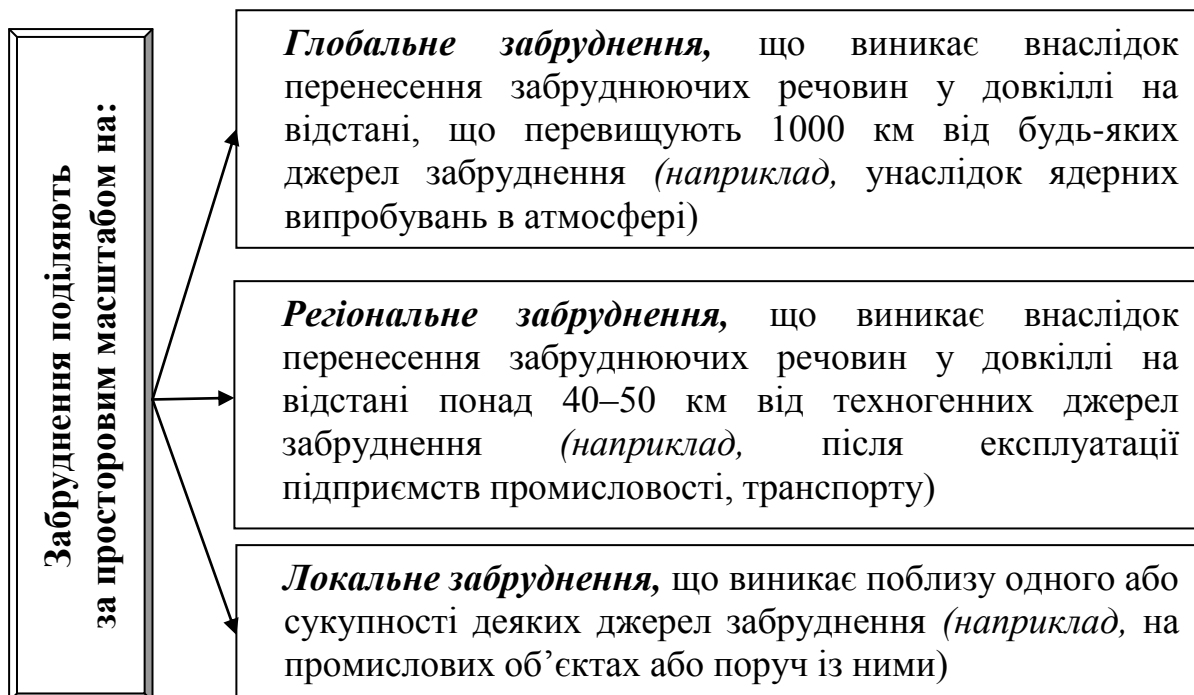 Забруднення поділяють
за просторовим масштабом на:
Глобальне забруднення, що виникає внаслідок
перенесення забруднюючих речовин у довкіллі на
відстані, що перевищують 1000 км від будь-яких
джерел забруднення (наприклад, унаслідок ядерних
випробувань в атмосфері)
Регіональне забруднення, що виникає внаслідок
перенесення забруднюючих речовин у довкіллі на
відстані понад 40–50 км від техногенних джерел
забруднення (наприклад, після експлуатації
підприємств промисловості, транспорту)
Локальне забруднення, що виникає поблизу одного або
сукупності деяких джерел забруднення (наприклад, на
промислових об’єктах або поруч із ними)